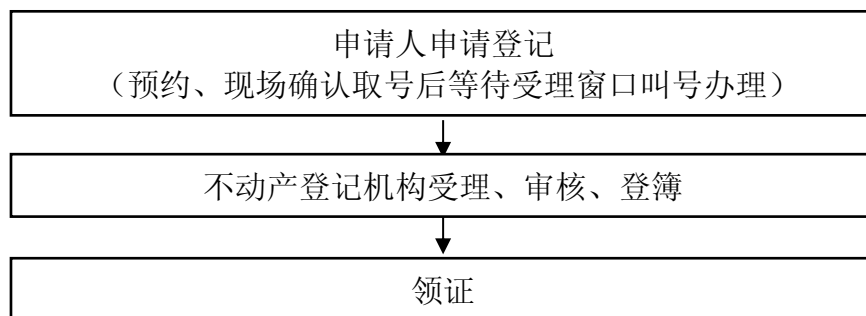 申请人申请登记
（预约、现场确认取号后等待受理窗口叫号办理）
不动产登记机构受理、审核、登簿
领证